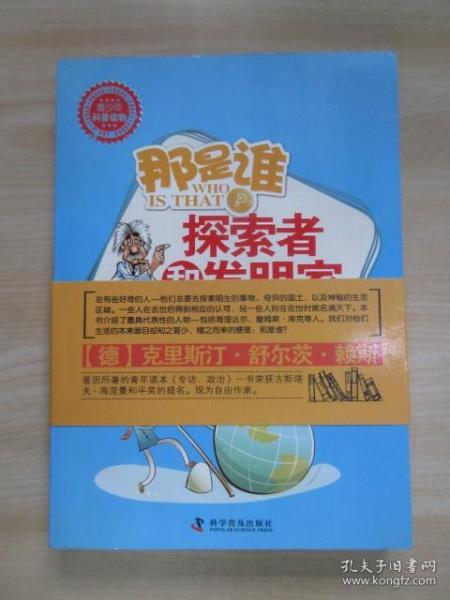 青少年
科普读物
那是谁
WHO
IS THAT
探索者
和发明家
总有些好奇的人—他们总要去探索陌生的事物、奇异的国土、以及神秘的生活
区域。一些人在去世后得到相应的认可，另一些人则在在世时就名满天下。本
书介绍了最具代表性的人物—包括海涅达尔、詹姆斯·库克等人。我们对他们
生活的本来面目却知之甚少，随之而来的便是：那是谁？
【德】克里斯汀·舒尔茨·赖斯
曾因所著的青年读本《专访：政治》一书荣获古斯塔
夫-海涅曼和平奖的提名。现为自由作家。
科学普及出版社
POPULAR SCIENCE PRESS
孔夫子旧书网
www.kongfz.com